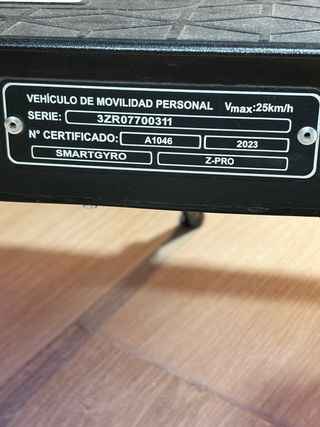 VEHÍCULO DE MOVILIDAD PERSONAL Vmax:25km/h
SERIE: 3ZR07700311
Nº CERTIFICADO: A1046 2023
SMARTGYRO Z-PRO